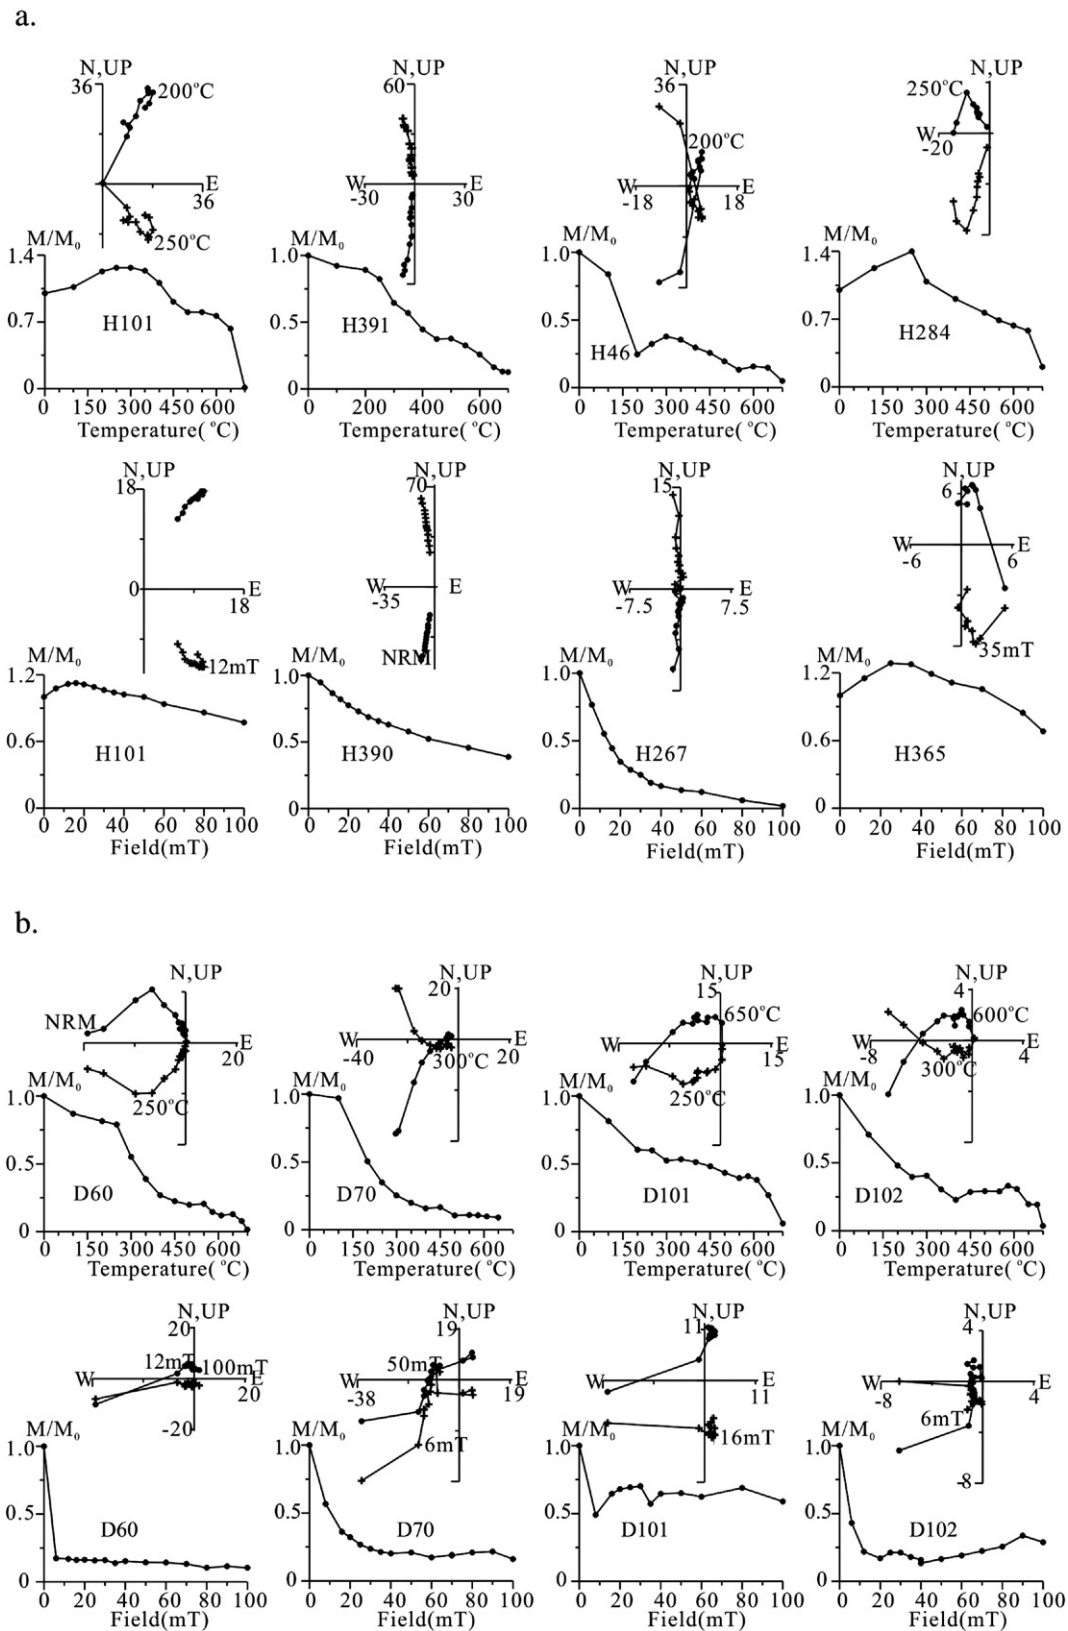 a.
N,UP N,UP N,UP N,UP
36 60 36
200°C 250°C
200°C
E W E W E W
36 -30 30 -18 18 -20
250°C
M/M₀ M/M₀ M/M₀ M/M₀
1.4 1.0 1.0 1.4
0.7 0.5 0.5 0.7
H101 H391 H46 H284
0 0 0 0
0 150 300 450 600 0 200 400 600 0 150 300 450 600 0 150 300 450 600
Temperature(°C) Temperature(°C) Temperature(°C) Temperature(°C)
N,UP N,UP N,UP N,UP
18 70 15 6
W E
0 E W E W E -6 6
18 -35 -7.5 7.5
12mT NRM 35mT
M/M₀ M/M₀ M/M₀ M/M₀
1.2 1.0 1.0 1.2
0.6 0.5 0.5 0.6
H101 H390 H267 H365
0 0 0 0
0 20 40 60 80 100 0 20 40 60 80 100 0 20 40 60 80 100 0 20 40 60 80 100
Field(mT) Field(mT) Field(mT) Field(mT)
b.
N,UP N,UP N,UP N,UP
20 15 4
NRM 650°C 600°C
E W E E W E
20 -40 20 15 -8 4
300°C 300°C
250°C 250°C
M/M₀ M/M₀ M/M₀ M/M₀
1.0 1.0 1.0 1.0
0.5 0.5 0.5 0.5
D60 D70 D101 D102
0 0 0 0
0 150 300 450 600 0 150 300 450 600 0 150 300 450 600 0 150 300 450 600
Temperature(°C) Temperature(°C) Temperature(°C) Temperature(°C)
N,UP N,UP N,UP N,UP
20 19 11 4
12mT 100mT 50mT
W E W E E W E
20 -38 19 11 -8 4
-20 6mT 16mT 6mT
-8
M/M₀ M/M₀ M/M₀ M/M₀
1.0 1.0 1.0 1.0
0.5 0.5 0.5 0.5
D60 D70 D101 D102
0 0 0 0
0 20 40 60 80 100 0 20 40 60 80 100 0 20 40 60 80 100 0 20 40 60 80 100
Field(mT) Field(mT) Field(mT) Field(mT)